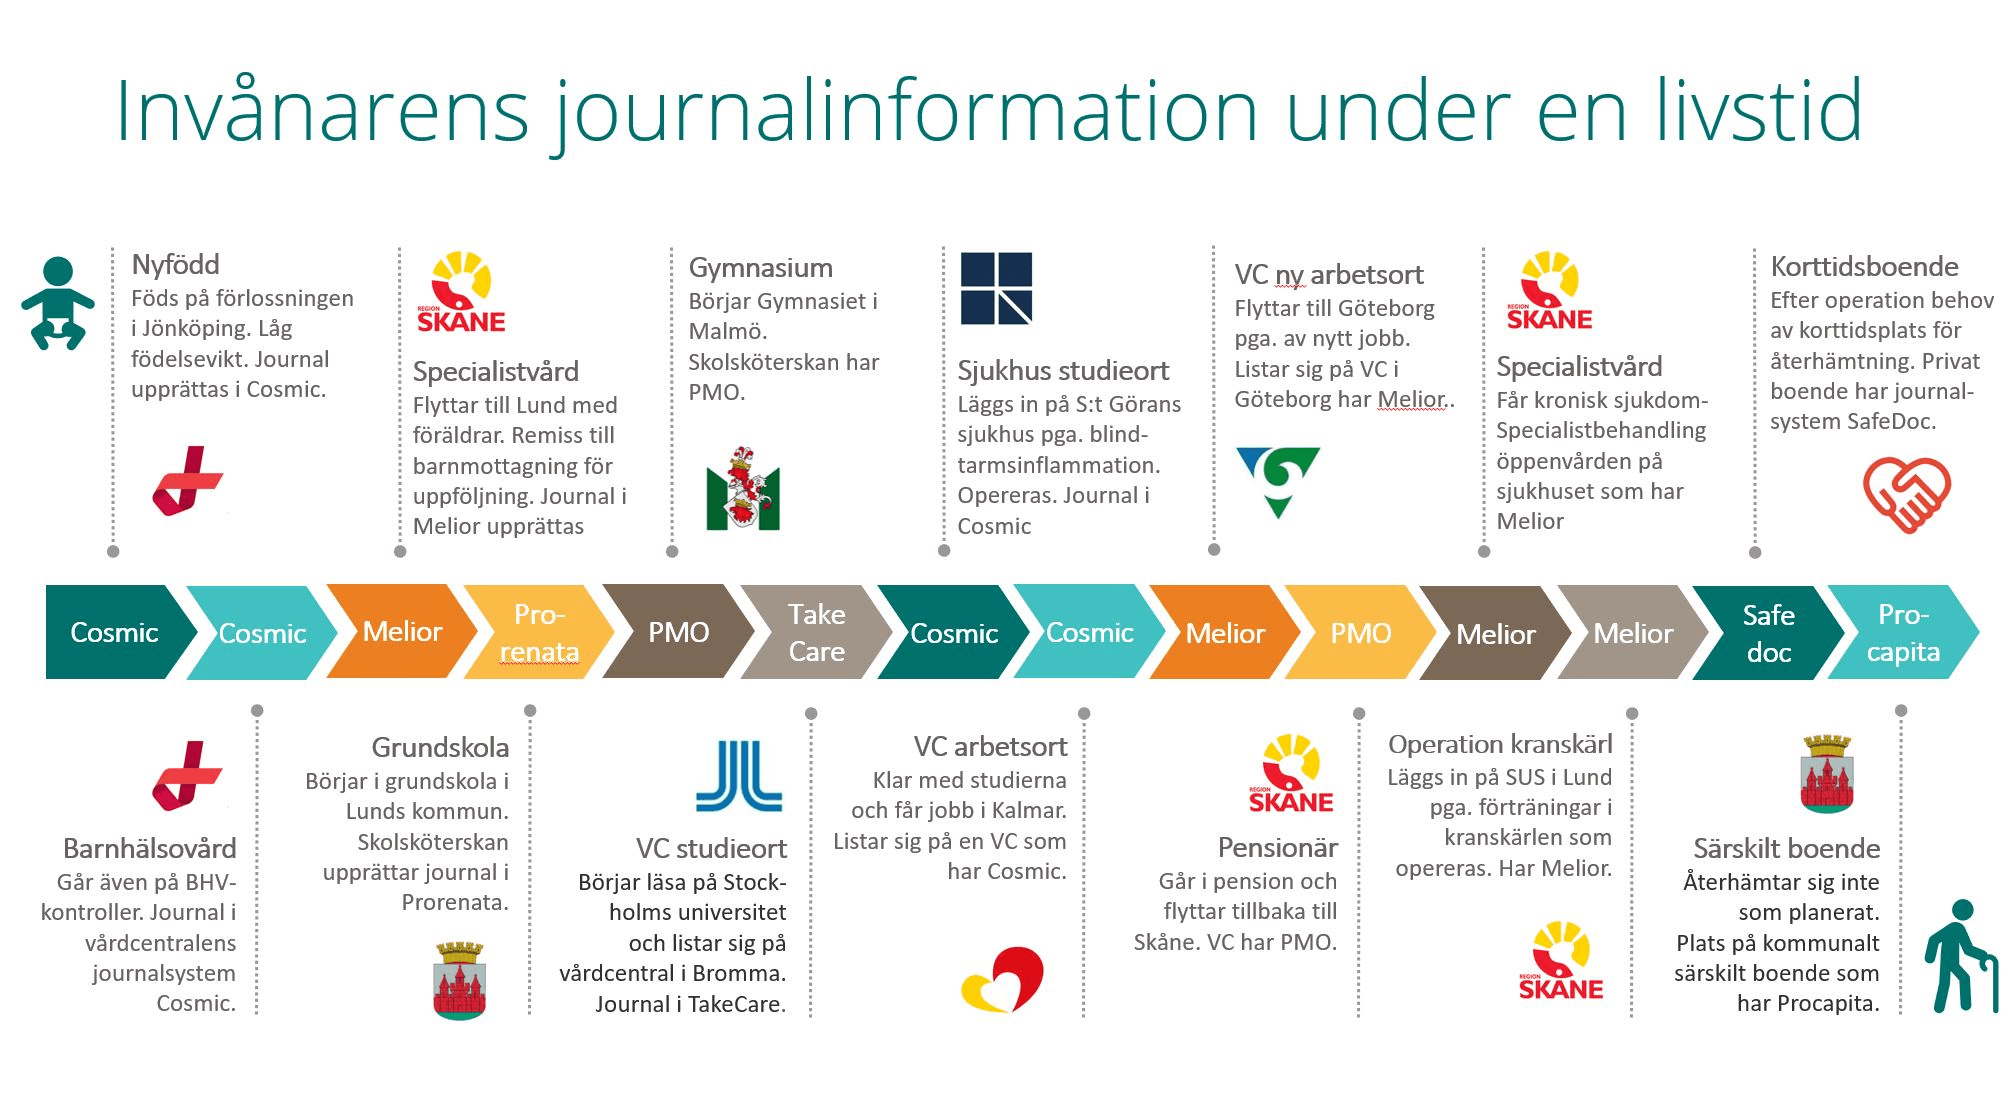 Invånarens journalinformation under en livstid
Nyfödd
Föds på förlossningen
i Jönköping. Låg
födelsevikt. Journal
upprättas i Cosmic.
REGION
SKÅNE
Specialistvård
Flyttar till Lund med
föräldrar. Remiss till
barnmottagning för
uppföljning. Journal i
Melior upprättas
Gymnasium
Börjar Gymnasiet i
Malmö.
Skolsköterskan har
PMO.
Sjukhus studieort
Läggs in på S:t Görans
sjukhus pga. blind-
tarmsinflammation.
Opereras. Journal i
Cosmic
VC ny arbetsort
Flyttar till Göteborg
pga. av nytt jobb.
Listar sig på VC i
Göteborg har Melior..
REGION
SKÅNE
Specialistvård
Får kronisk sjukdom-
Specialistbehandling
öppenvården på
sjukhuset som har
Melior
Korttidsboende
Efter operation behov
av korttidsplats för
återhämtning. Privat
boende har journal-
system SafeDoc.
Cosmic
Cosmic
Melior
Pro-
renata
PMO
Take
Care
Cosmic
Cosmic
Melior
PMO
Melior
Melior
Safe
doc
Pro-
capita
Barnhälsovård
Går även på BHV-
kontroller. Journal i
vårdcentralens
journalsystem
Cosmic.
Grundskola
Börjar i grundskola i
Lunds kommun.
Skolsköterskan
upprättar journal i
Prorenata.
VC studieort
Börjar läsa på Stock-
holms universitet
och listar sig på
vårdcentral i Bromma.
Journal i TakeCare.
VC arbetsort
Klar med studierna
och får jobb i Kalmar.
Listar sig på en VC som
har Cosmic.
REGION
SKÅNE
Pensionär
Går i pension och
flyttar tillbaka till
Skåne. VC har PMO.
Operation kranskärl
Läggs in på SUS i Lund
pga. förträningar i
kranskärlen som
opereras. Har Melior.
REGION
SKÅNE
Särskilt boende
Återhämtar sig inte
som planerat.
Plats på kommunalt
särskilt boende som
har Procapita.